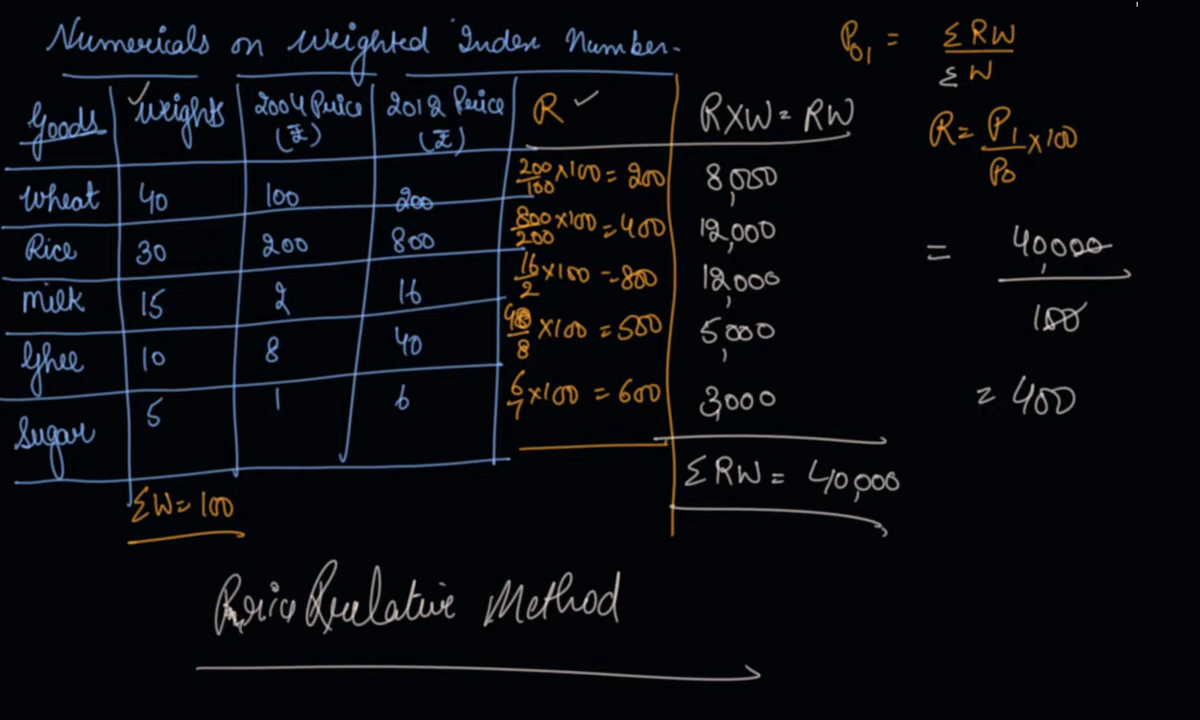 Numericals on Weighted Index Number.
P01 = ΣRW / ΣW
R = P1/P0 × 100
Goods | Weights | 2004 Price (₹) | 2012 Price (₹) | R ✓ | R×W = RW
Wheat | 40 | 100 | 200 | 200/100 ×100 = 200 | 8,000
Rice | 30 | 200 | 800 | 800/200 ×100 = 400 | 12,000
Milk | 15 | 2 | 16 | 16/2 ×100 = 800 | 12,000
Ghee | 10 | 8 | 40 | 40/8 ×100 = 500 | 5,000
Sugar | 5 | 1 | 6 | 6/1 ×100 = 600 | 3,000
ΣW = 100
ΣRW = 40,000
= 40,000 / 100
= 400
Price Relative Method